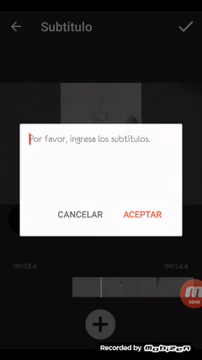 Subtítulo
Por favor, ingresa los subtítulos.
CANCELAR ACEPTAR
00:05.4 00:14.4
Recorded by Mobizen